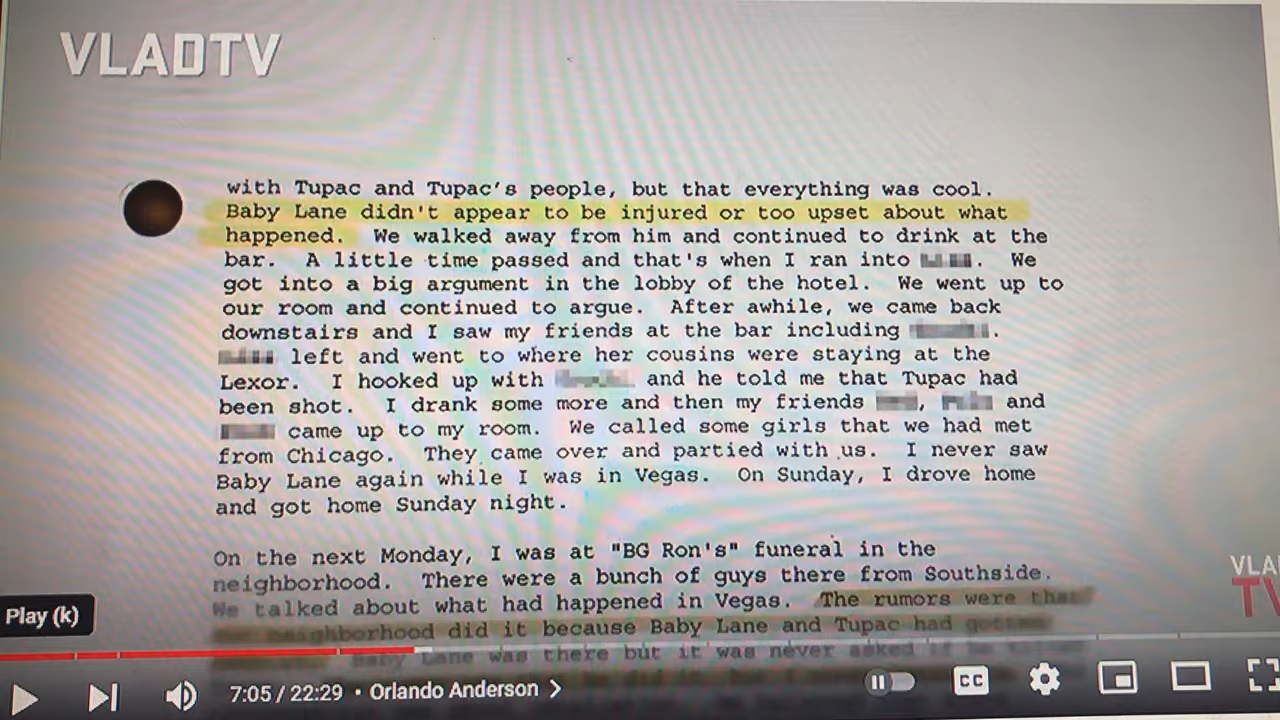 VLADTV
with Tupac and Tupac's people, but that everything was cool.
Baby Lane didn't appear to be injured or too upset about what
happened. We walked away from him and continued to drink at the
bar. A little time passed and that's when I ran into . We
got into a big argument in the lobby of the hotel. We went up to
our room and continued to argue. After awhile, we came back
downstairs and I saw my friends at the bar including .
left and went to where her cousins were staying at the
Lexor. I hooked up with and he told me that Tupac had
been shot. I drank some more and then my friends , and
came up to my room. We called some girls that we had met
from Chicago. They came over and partied with us. I never saw
Baby Lane again while I was in Vegas. On Sunday, I drove home
and got home Sunday night.
On the next Monday, I was at "BG Ron's" funeral in the
neighborhood. There were a bunch of guys there from Southside.
We talked about what had happened in Vegas. The rumors were that
neighborhood did it because Baby Lane and Tupac had gotten
Baby Lane was there but it was never asked if he
VLA
TV
Play (k)
7:05 / 22:29 • Orlando Anderson >
CC